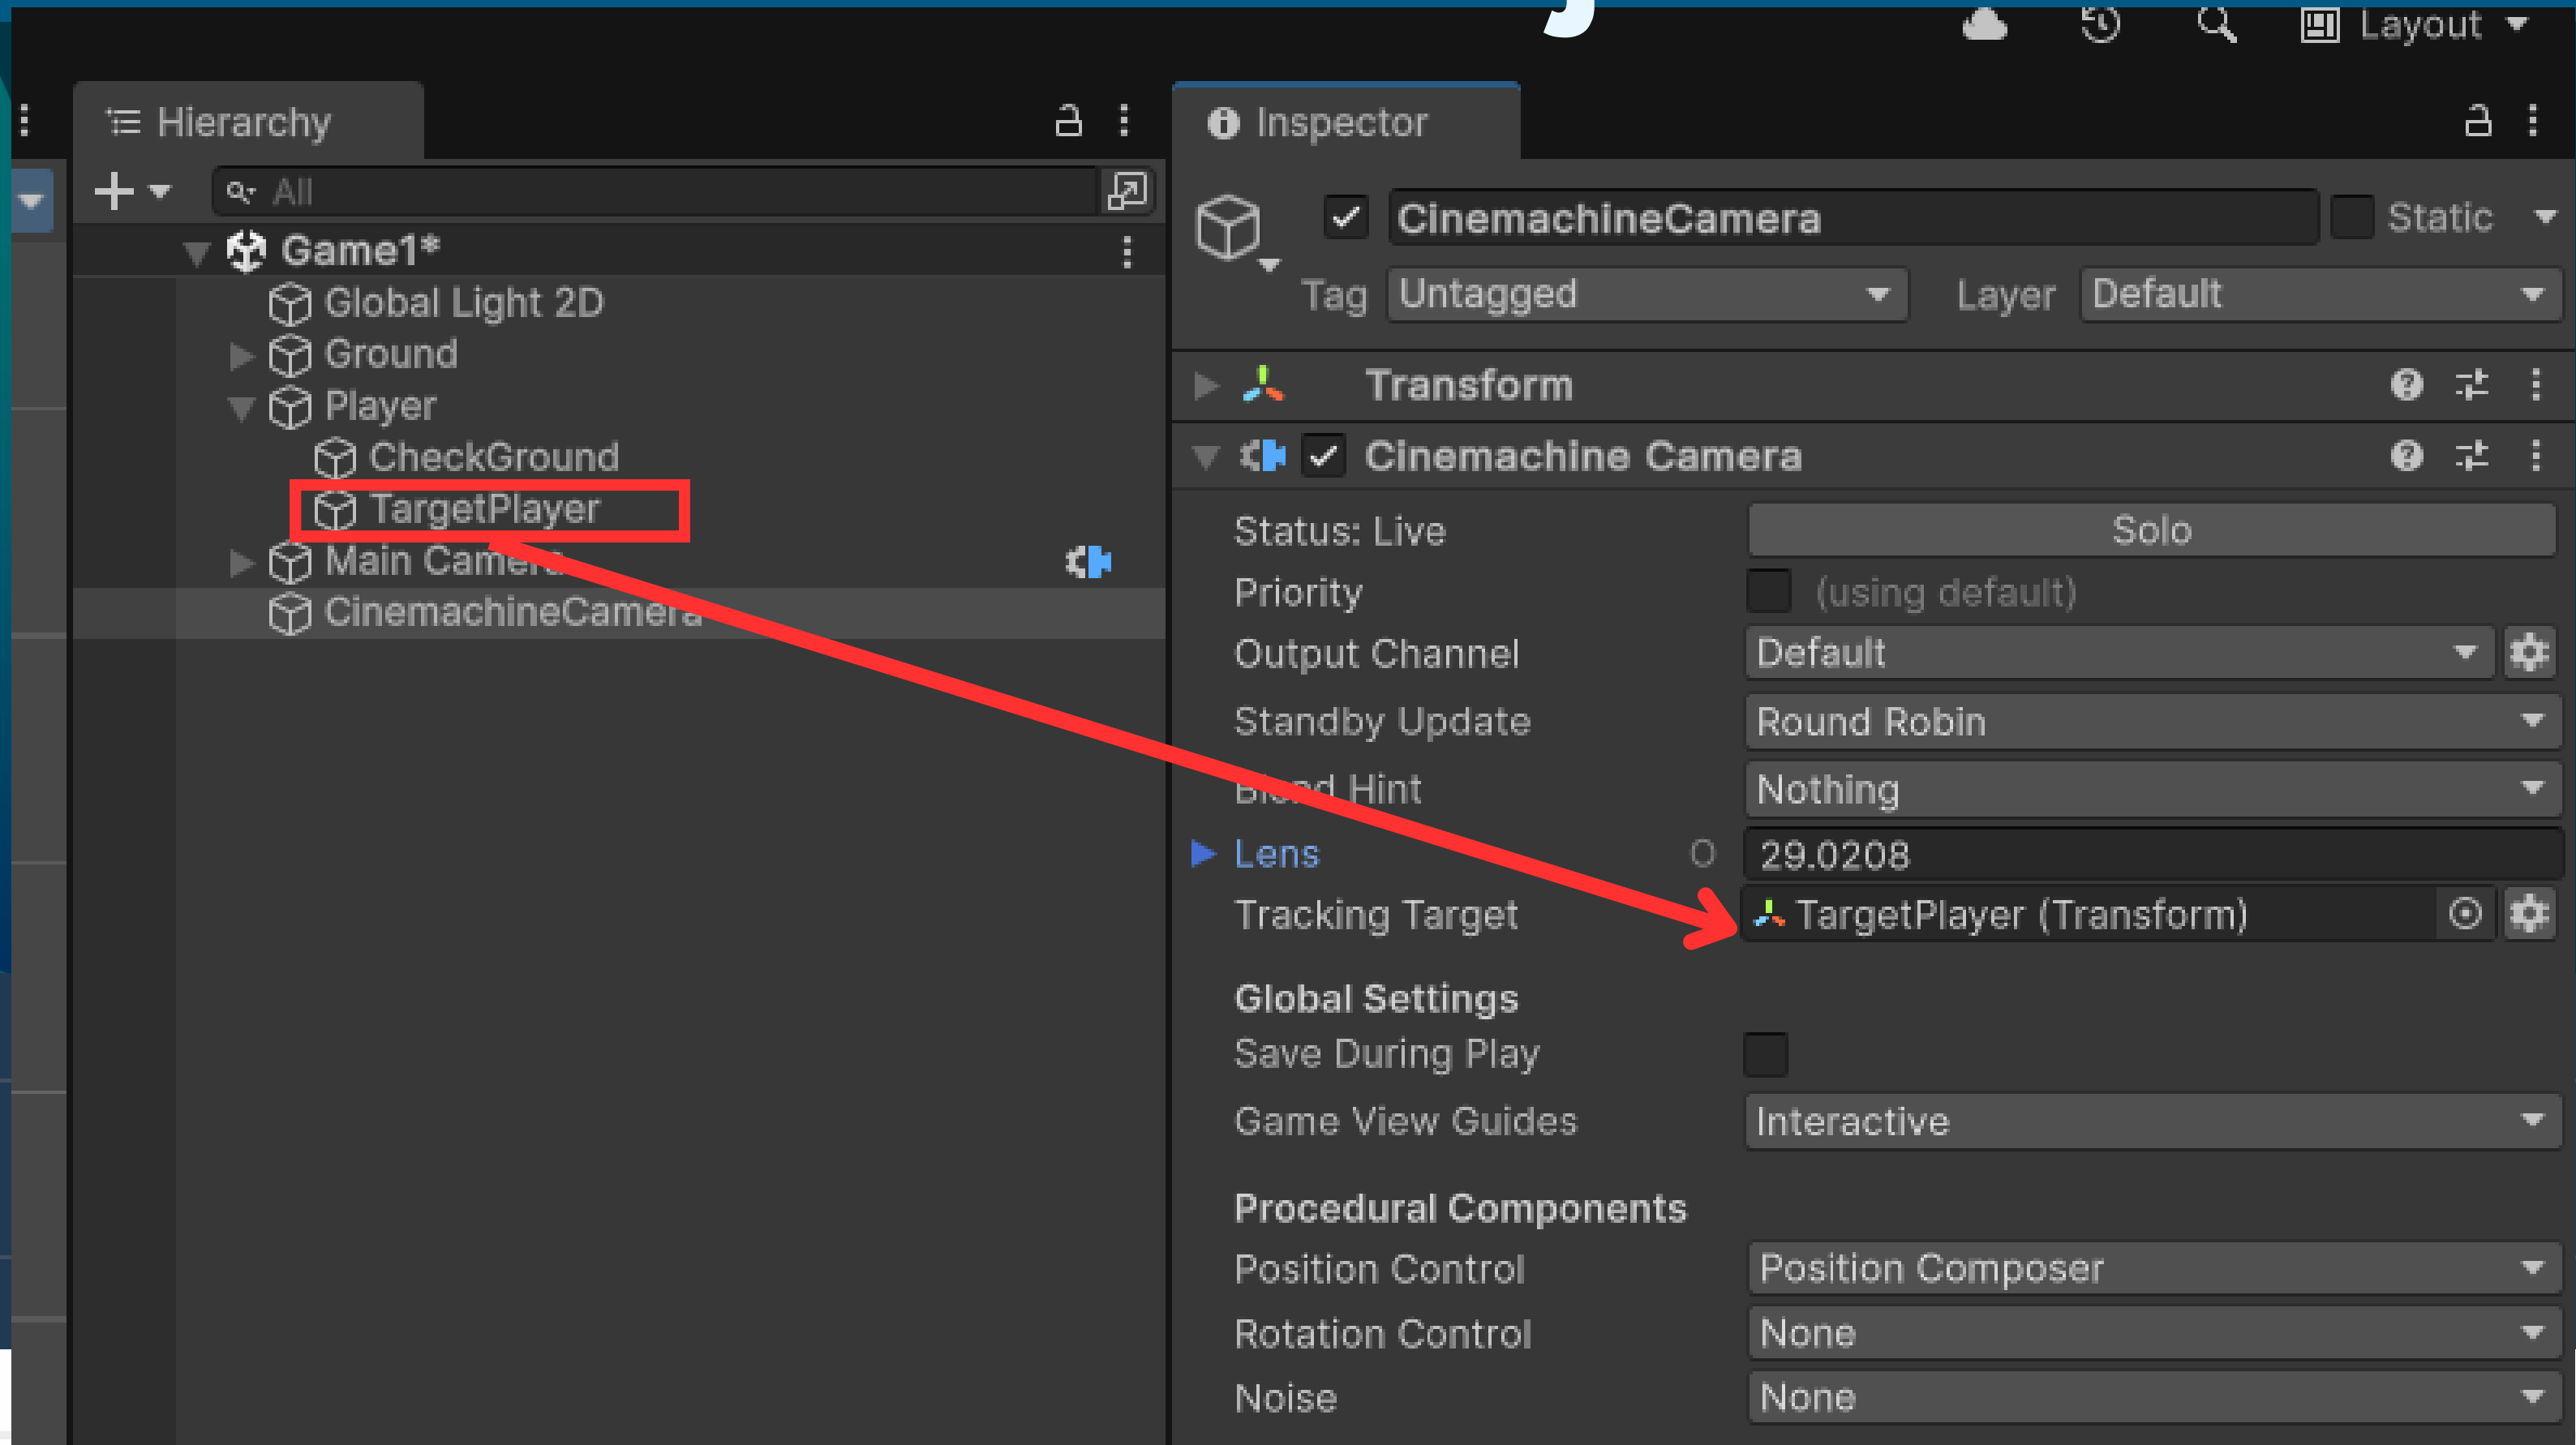 Layout
Hierarchy
All
Game1*
Global Light 2D
Ground
Player
CheckGround
TargetPlayer
Main Camera
CinemachineCamera
Inspector
CinemachineCamera
Static
Tag Untagged Layer Default
Transform
Cinemachine Camera
Status: Live Solo
Priority (using default)
Output Channel Default
Standby Update Round Robin
Blend Hint Nothing
Lens 29.0208
Tracking Target TargetPlayer (Transform)
Global Settings
Save During Play
Game View Guides Interactive
Procedural Components
Position Control Position Composer
Rotation Control None
Noise None